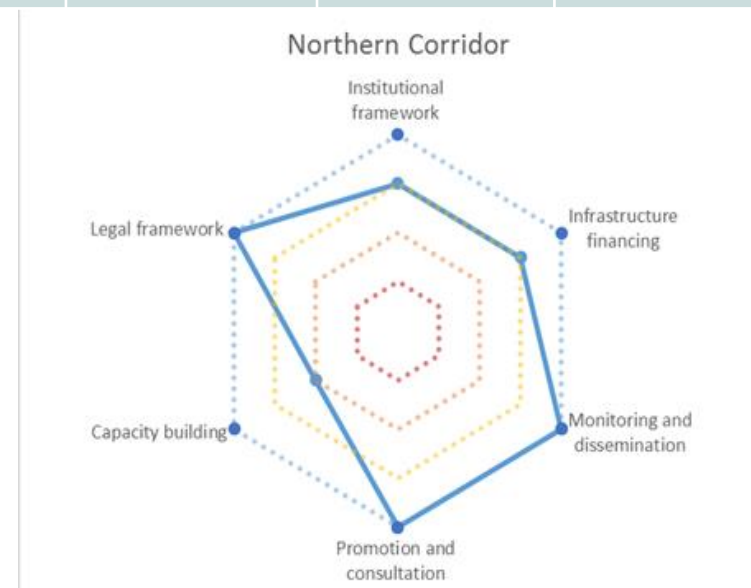 Northern Corridor
Institutional
framework
Infrastructure
financing
Legal framework
Monitoring and
dissemination
Capacity building
Promotion and
consultation